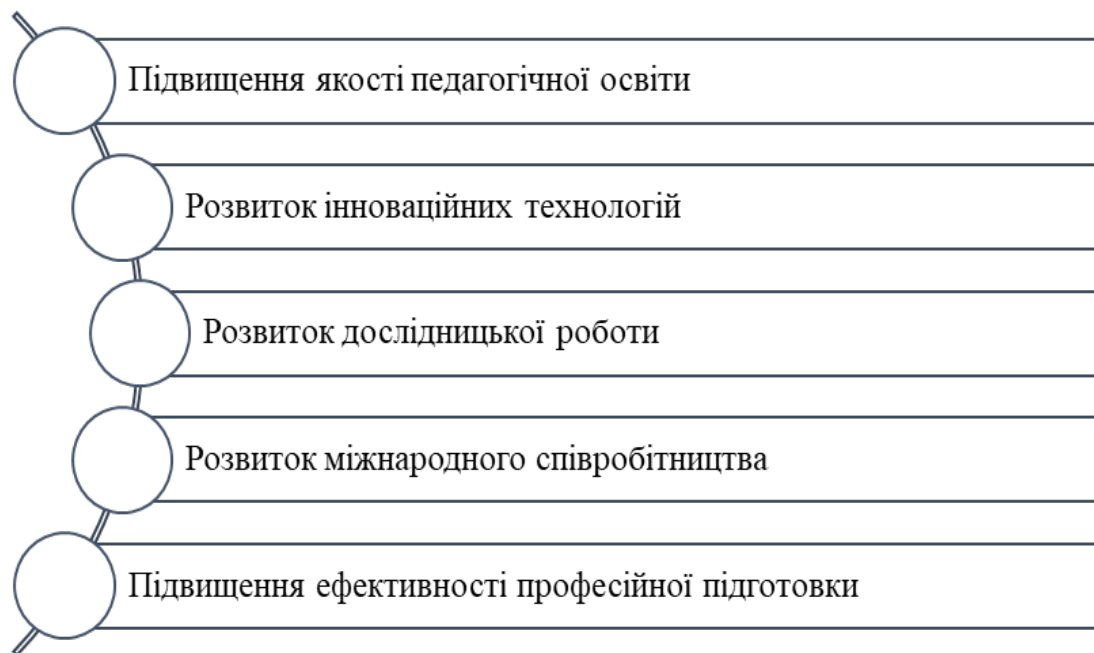 Підвищення якості педагогічної освіти
Розвиток інноваційних технологій
Розвиток дослідницької роботи
Розвиток міжнародного співробітництва
Підвищення ефективності професійної підготовки